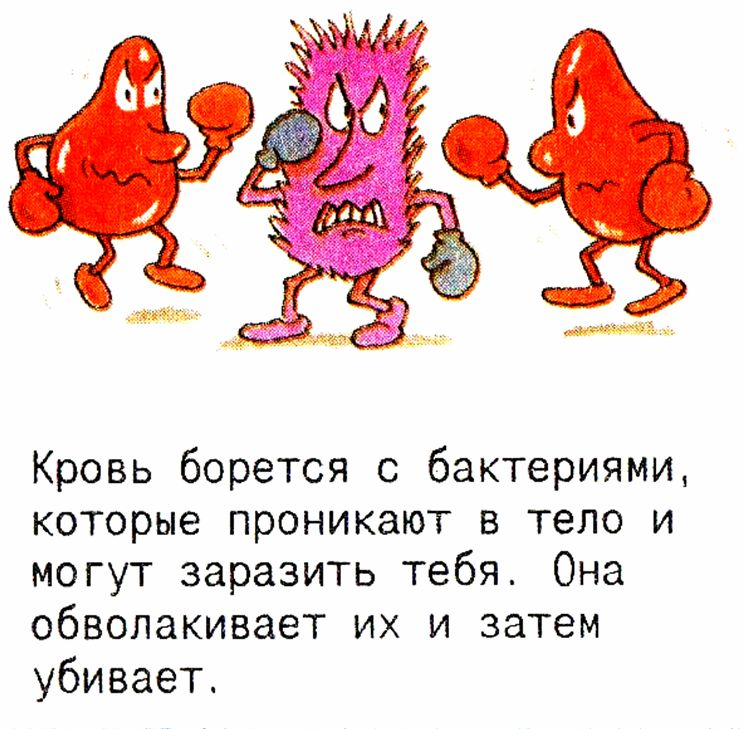 Кровь борется с бактериями,
которые проникают в тело и
могут заразить тебя. Она
обволакивает их и затем
убивает.